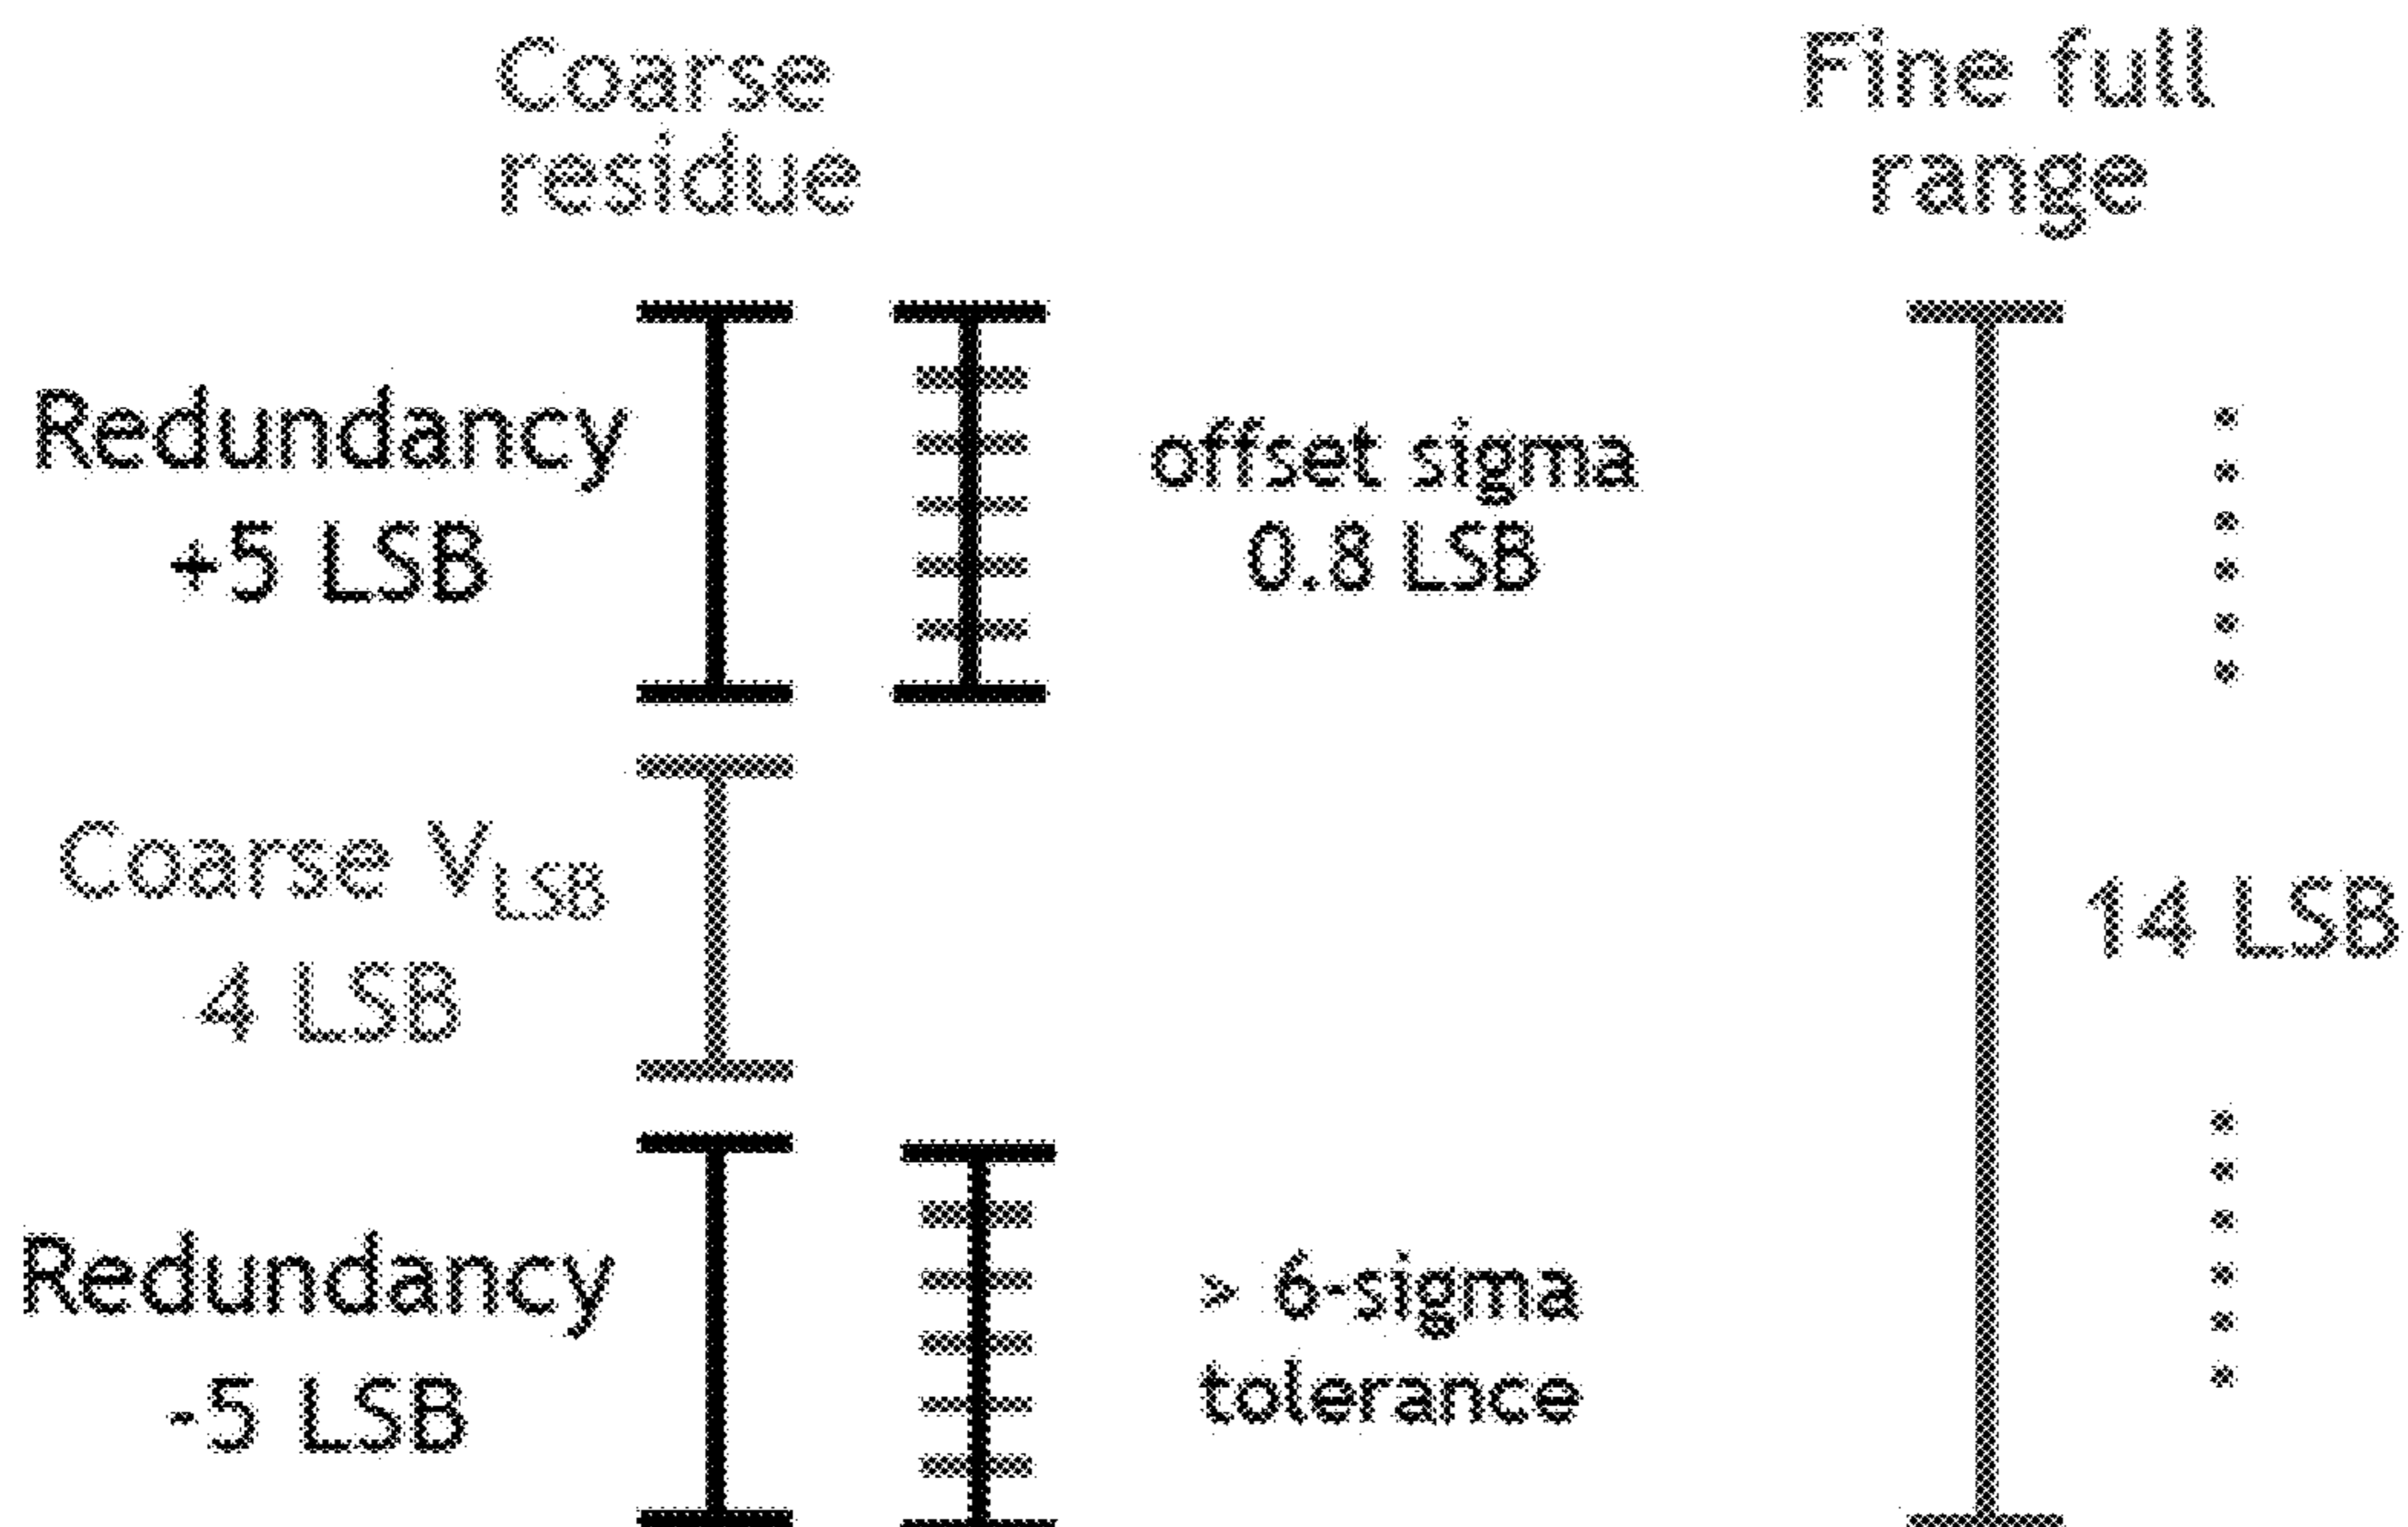 Coarse
residue
Fine full
range
Redundancy
+5 LSB
offset sigma
0.8 LSB
Coarse VLSB
4 LSB
14 LSB
Redundancy
-5 LSB
> 6-sigma
tolerance